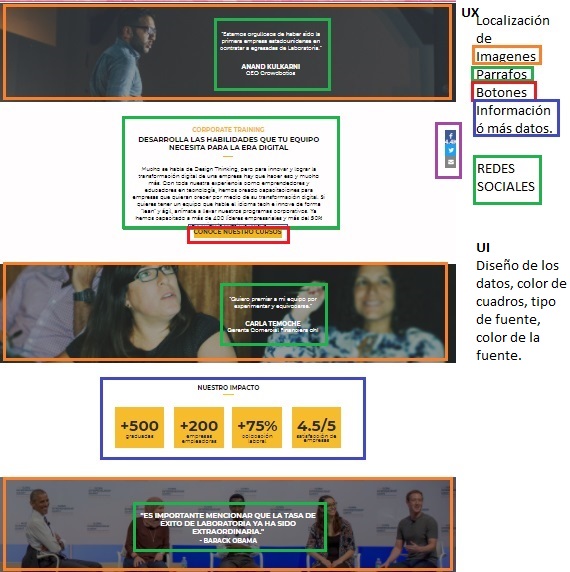 "Estamos orgullosos de haber sido la
primera empresa estadounidense en
contratar a egresadas de Laboratoria."
ANAND KULKARNI
CEO Crowdbotics
CORPORATE TRAINING
DESARROLLA LAS HABILIDADES QUE TU EQUIPO
NECESITA PARA LA ERA DIGITAL
Mucho se habla de Design Thinking, pero para innovar y lograr la
transformación digital de una empresa hay que hacer eso y mucho
más. Con toda nuestra experiencia como emprendedores y
educadores en tecnología, hemos creado capacitaciones para
empresas que quieran crecer por medio de su transformación digital. Si
quieres tener un equipo que hable el idioma tech e innove de forma
"lean" y ágil, anímate a llevar nuestros programas corporativos. Ya
hemos capacitado a más de 400 líderes empresariales y más del 50%
CONOCE NUESTRO CURSOS
"Quiero premiar a mi equipo por
experimentar y equivocarse."
CARLA TEMOCHE
Gerente Comercial Financiera oh!
NUESTRO IMPACTO
+500
graduadas
+200
empresas
empleadoras
+75%
colocación
laboral
4.5/5
satisfacción de
empresas
"ES IMPORTANTE MENCIONAR QUE LA TASA DE
ÉXITO DE LABORATORIA YA HA SIDO
EXTRAORDINARIA."
- BARACK OBAMA
UX
Localización
de
Imagenes
Parrafos
Botones
Información
ó más datos.
REDES
SOCIALES
UI
Diseño de los
datos, color de
cuadros, tipo
de fuente,
color de la
fuente.